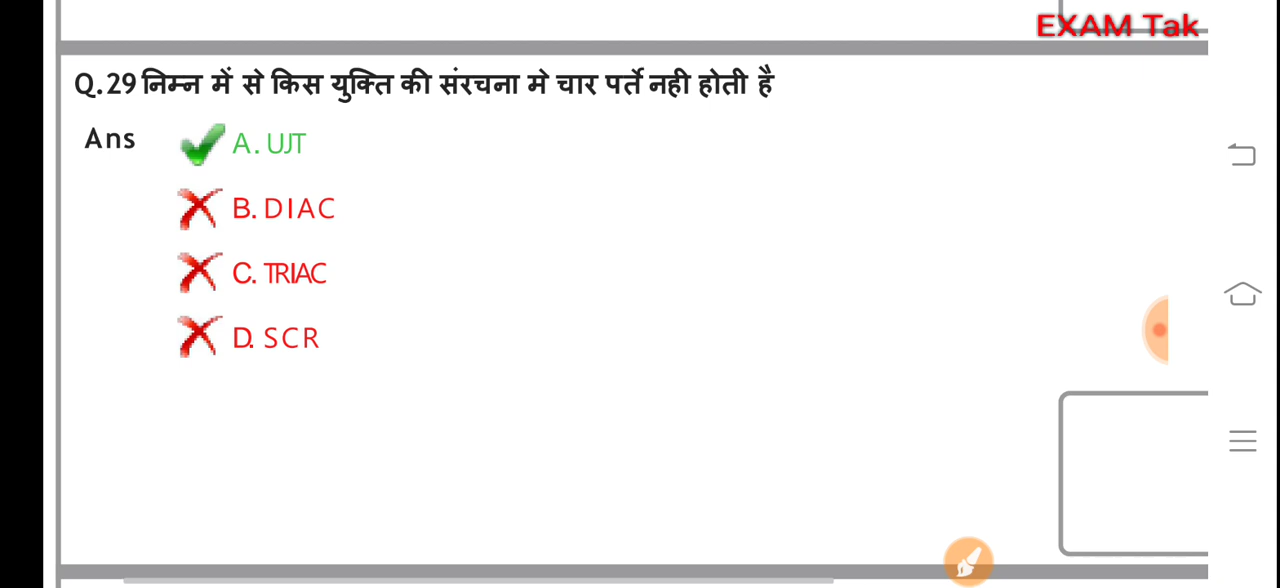 EXAM Tak
Q.29 निम्न में से किस युक्ति की संरचना मे चार पर्ते नही होती है
Ans A. UJT
B. DIAC
C. TRIAC
D. SCR